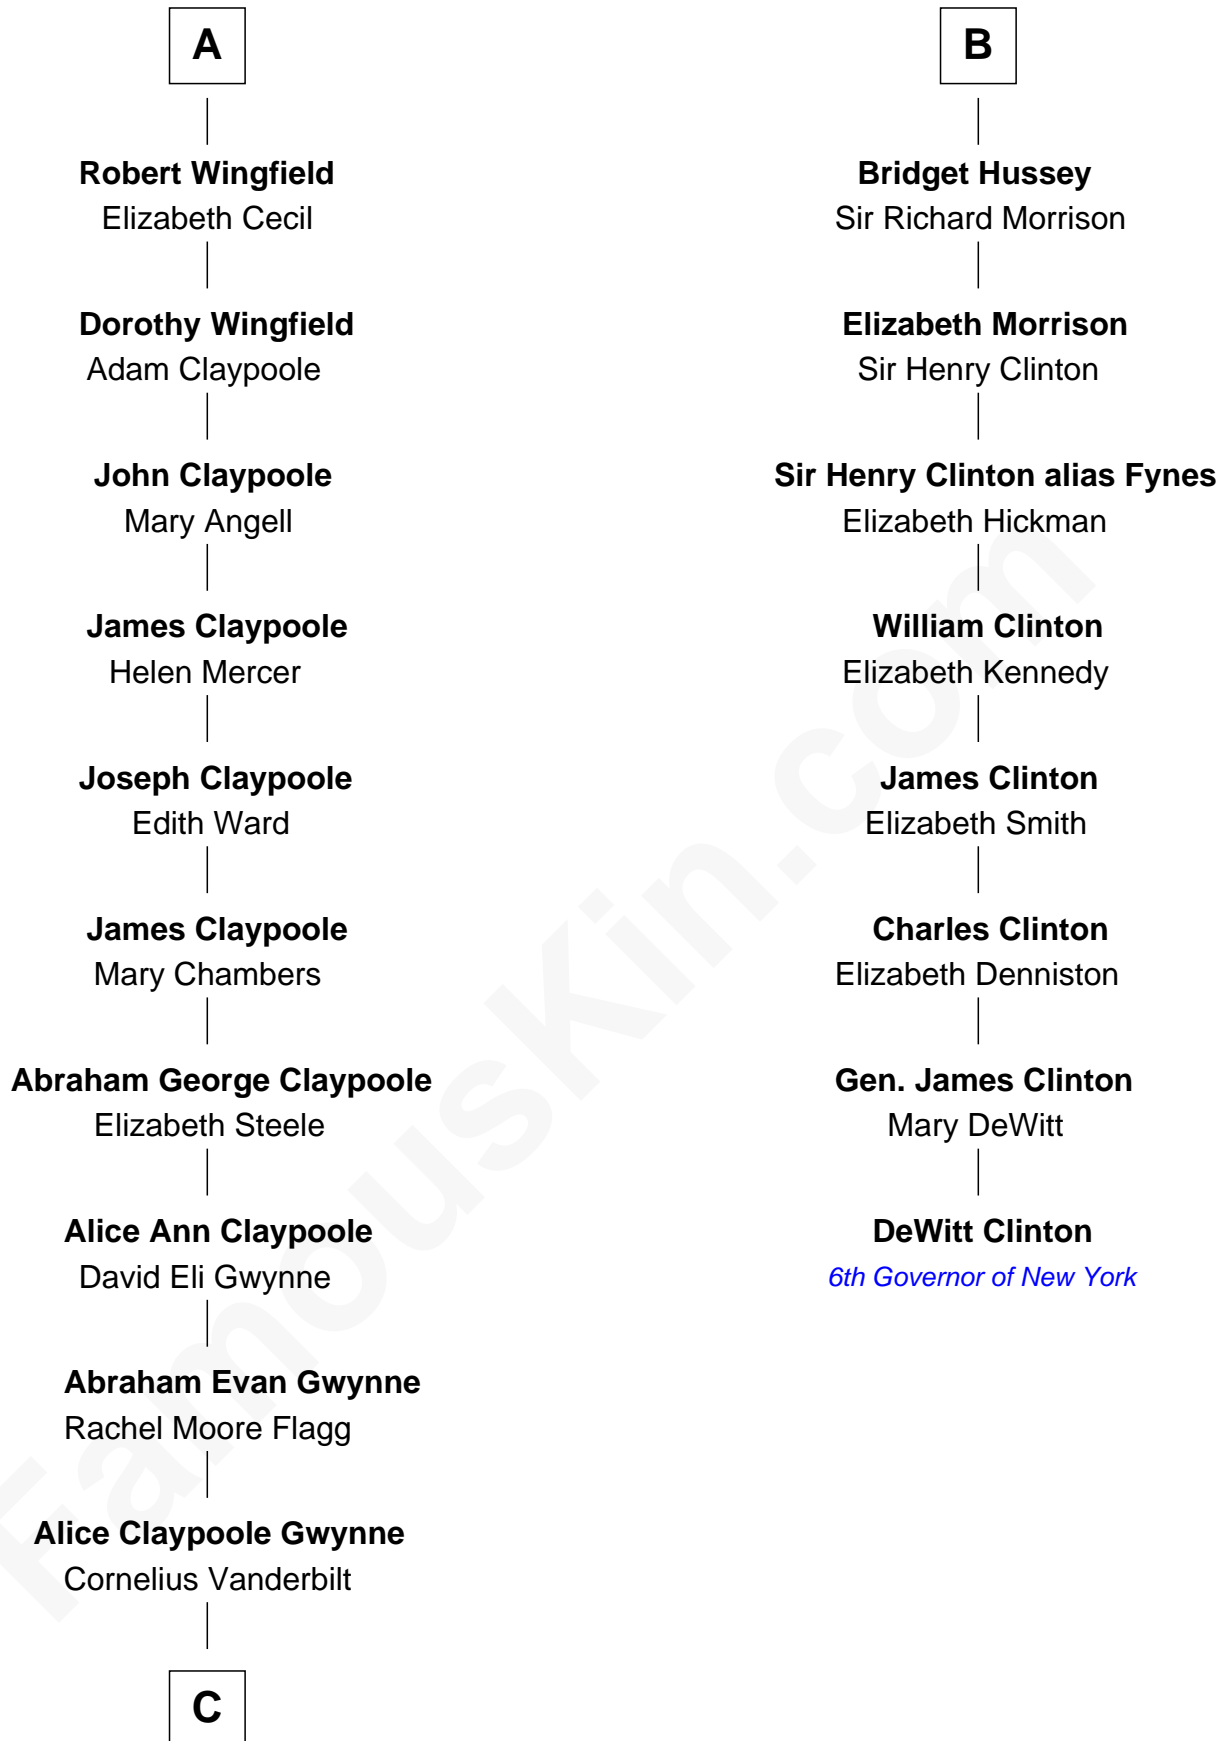 A
Robert Wingfield
Elizabeth Cecil
Dorothy Wingfield
Adam Claypoole
John Claypoole
Mary Angell
James Claypoole
Helen Mercer
Joseph Claypoole
Edith Ward
James Claypoole
Mary Chambers
Abraham George Claypoole
Elizabeth Steele
Alice Ann Claypoole
David Eli Gwynne
Abraham Evan Gwynne
Rachel Moore Flagg
Alice Claypoole Gwynne
Cornelius Vanderbilt
C
B
Bridget Hussey
Sir Richard Morrison
Elizabeth Morrison
Sir Henry Clinton
Sir Henry Clinton alias Fynes
Elizabeth Hickman
William Clinton
Elizabeth Kennedy
James Clinton
Elizabeth Smith
Charles Clinton
Elizabeth Denniston
Gen. James Clinton
Mary DeWitt
DeWitt Clinton
6th Governor of New York
FamousKin.com